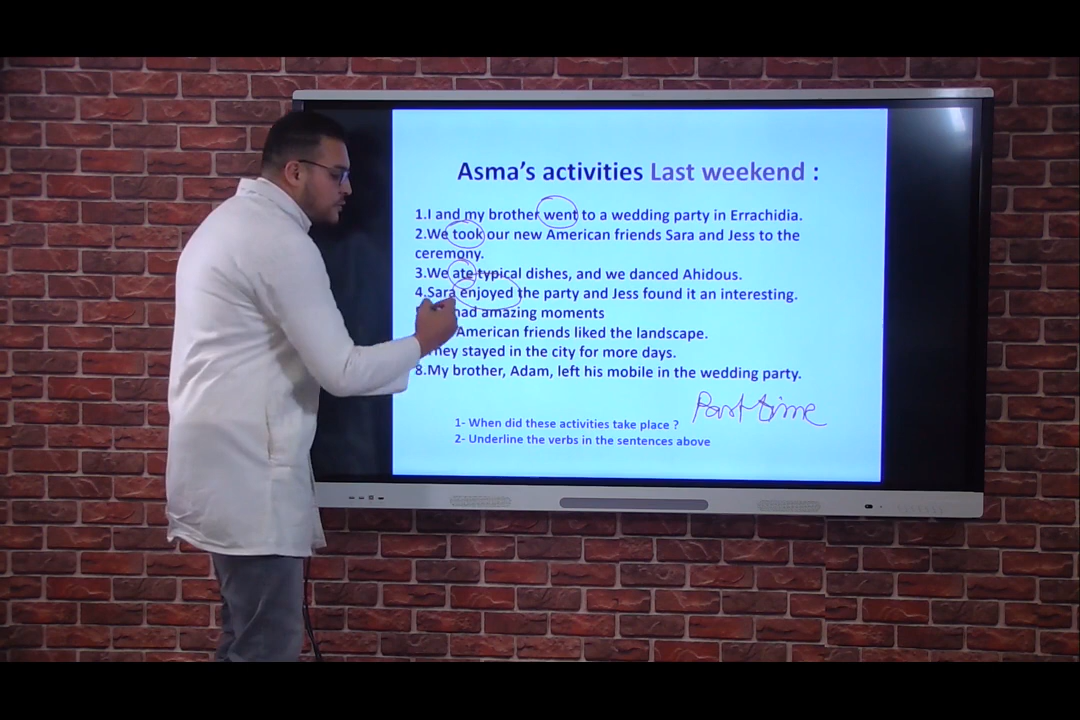 Asma's activities Last weekend :
1.I and my brother went to a wedding party in Errachidia.
2.We took our new American friends Sara and Jess to the
ceremony.
3.We ate typical dishes, and we danced Ahidous.
4.Sara enjoyed the party and Jess found it an interesting.
had amazing moments
American friends liked the landscape.
They stayed in the city for more days.
8.My brother, Adam, left his mobile in the wedding party.
Past time
1- When did these activities take place ?
2- Underline the verbs in the sentences above